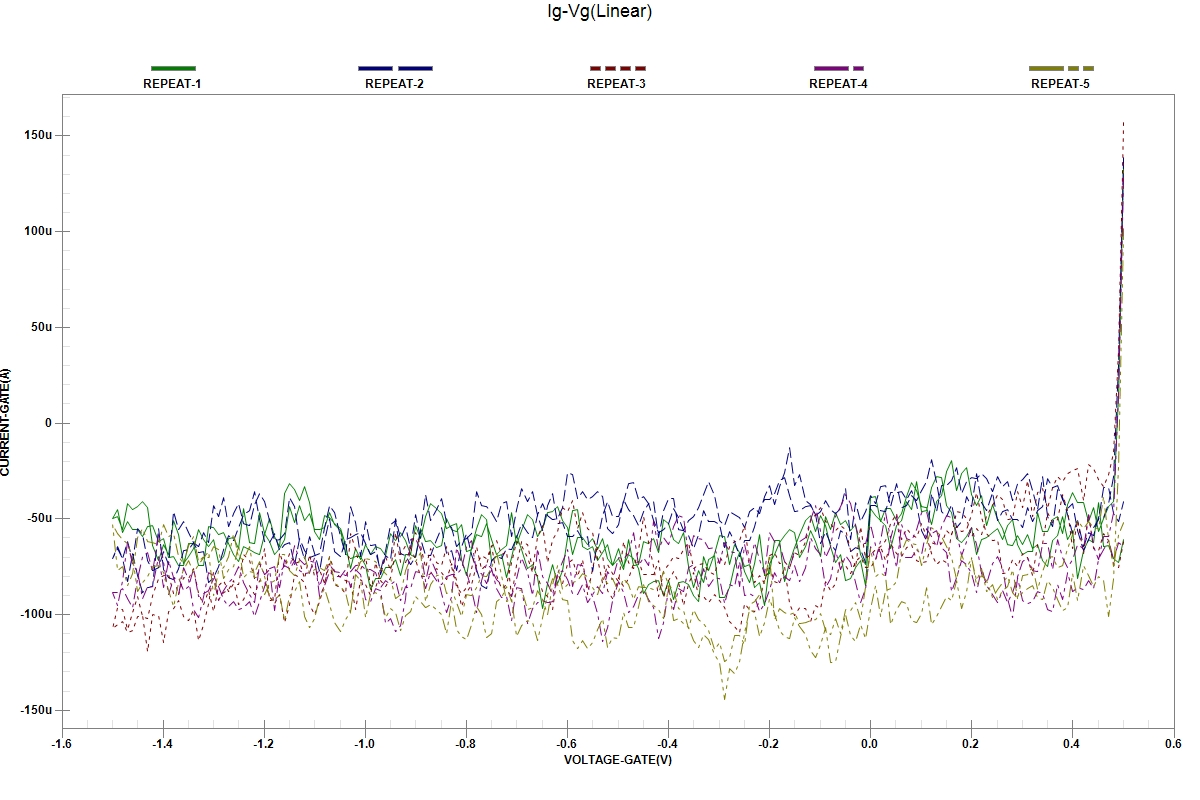 Ig-Vg(Linear)
REPEAT-1 REPEAT-2 REPEAT-3 REPEAT-4 REPEAT-5
150u
100u
50u
0
-50u
-100u
-150u
CURRENT-GATE(A)
-1.6 -1.4 -1.2 -1.0 -0.8 -0.6 -0.4 -0.2 0.0 0.2 0.4 0.6
VOLTAGE-GATE(V)